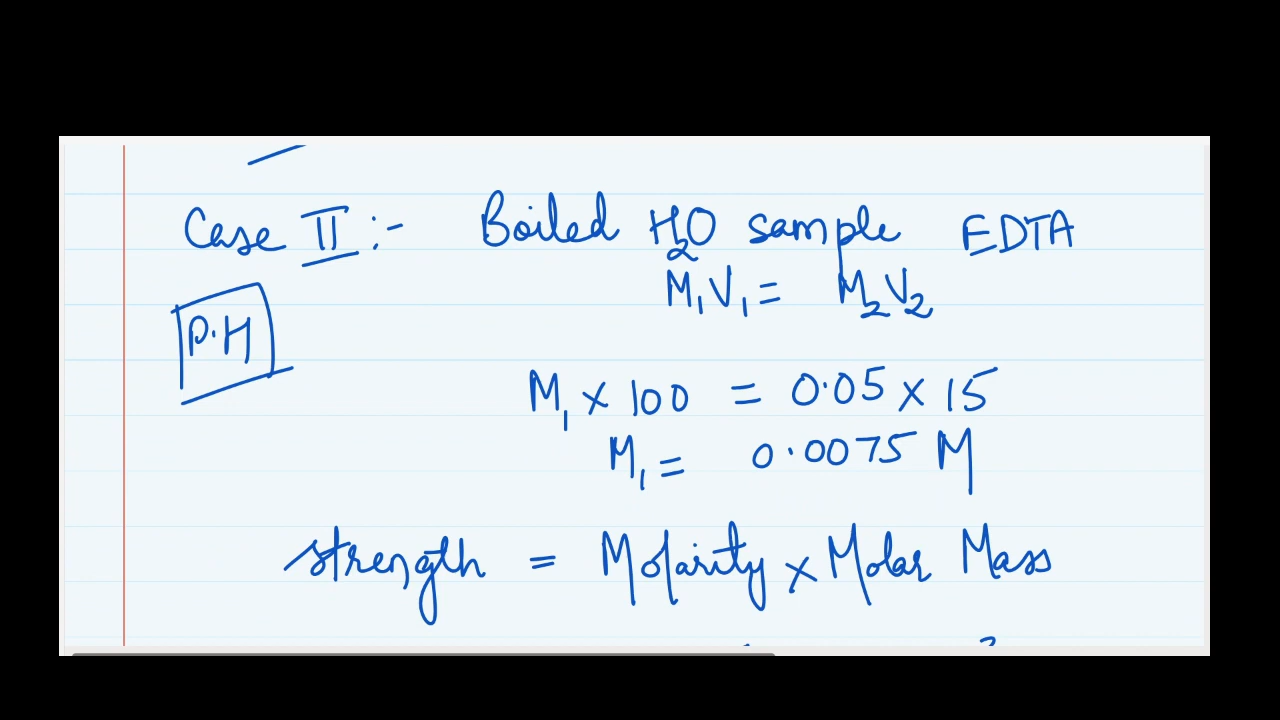 Case II :- Boiled H2O sample EDTA
M1V1 = M2V2
P.H
M1 × 100 = 0.05 × 15
M1 = 0.0075 M
Strength = Molarity × Molar Mass